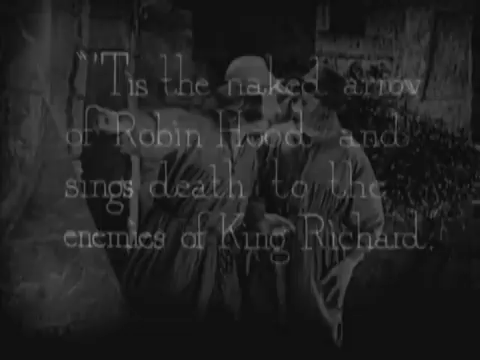 "'Tis the naked arrow
of Robin Hood and
sings death to the
enemies of King Richard.